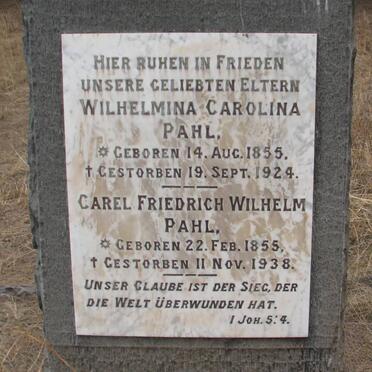 HIER RUHEN IN FRIEDEN
UNSERE GELIEBTEN ELTERN
WILHELMINA CAROLINA
PAHL,
✡ GEBOREN 14. AUG. 1855.
† GESTORBEN 19. SEPT. 1924.
CAREL FRIEDRICH WILHELM
PAHL,
✡ GEBOREN 22. FEB. 1855,
† GESTORBEN 11 NOV. 1938.
UNSER GLAUBE IST DER SIEG, DER
DIE WELT ÜBERWUNDEN HAT.
I JOH. 5:4.